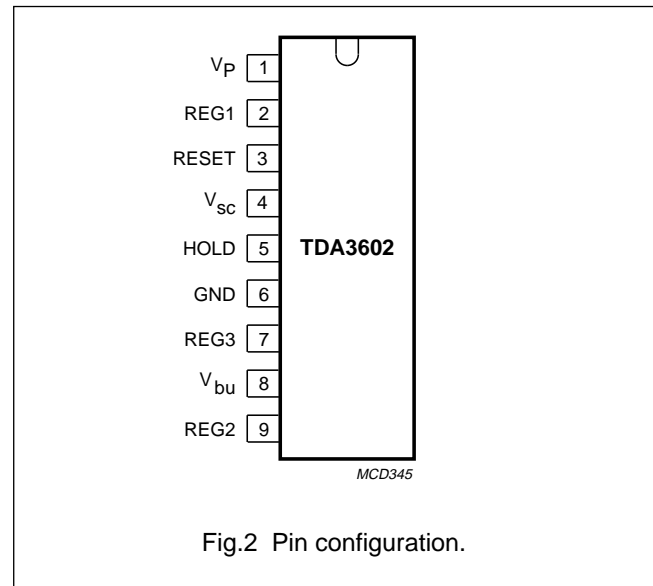 V_P 1
REG1 2
RESET 3
V_sc 4
HOLD 5 TDA3602
GND 6
REG3 7
V_bu 8
REG2 9
MCD345
Fig.2 Pin configuration.